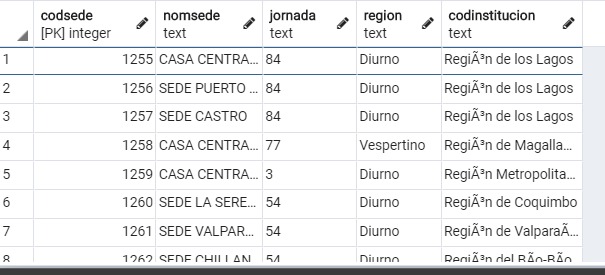 codsede nomsede jornada region codinstitucion
[PK] integer text text text text
1 1255 CASA CENTRA... 84 Diurno RegiÃ³n de los Lagos
2 1256 SEDE PUERTO ... 84 Diurno RegiÃ³n de los Lagos
3 1257 SEDE CASTRO 84 Diurno RegiÃ³n de los Lagos
4 1258 CASA CENTRA... 77 Vespertino RegiÃ³n de Magalla...
5 1259 CASA CENTRA... 3 Diurno RegiÃ³n Metropolita...
6 1260 SEDE LA SERE... 54 Diurno RegiÃ³n de Coquimbo
7 1261 SEDE VALPAR... 54 Diurno RegiÃ³n de ValparaÃ...
8 1262 SEDE CHILLAN 54 Diurno RegiÃ³n del BÃ­o-BÃ­o